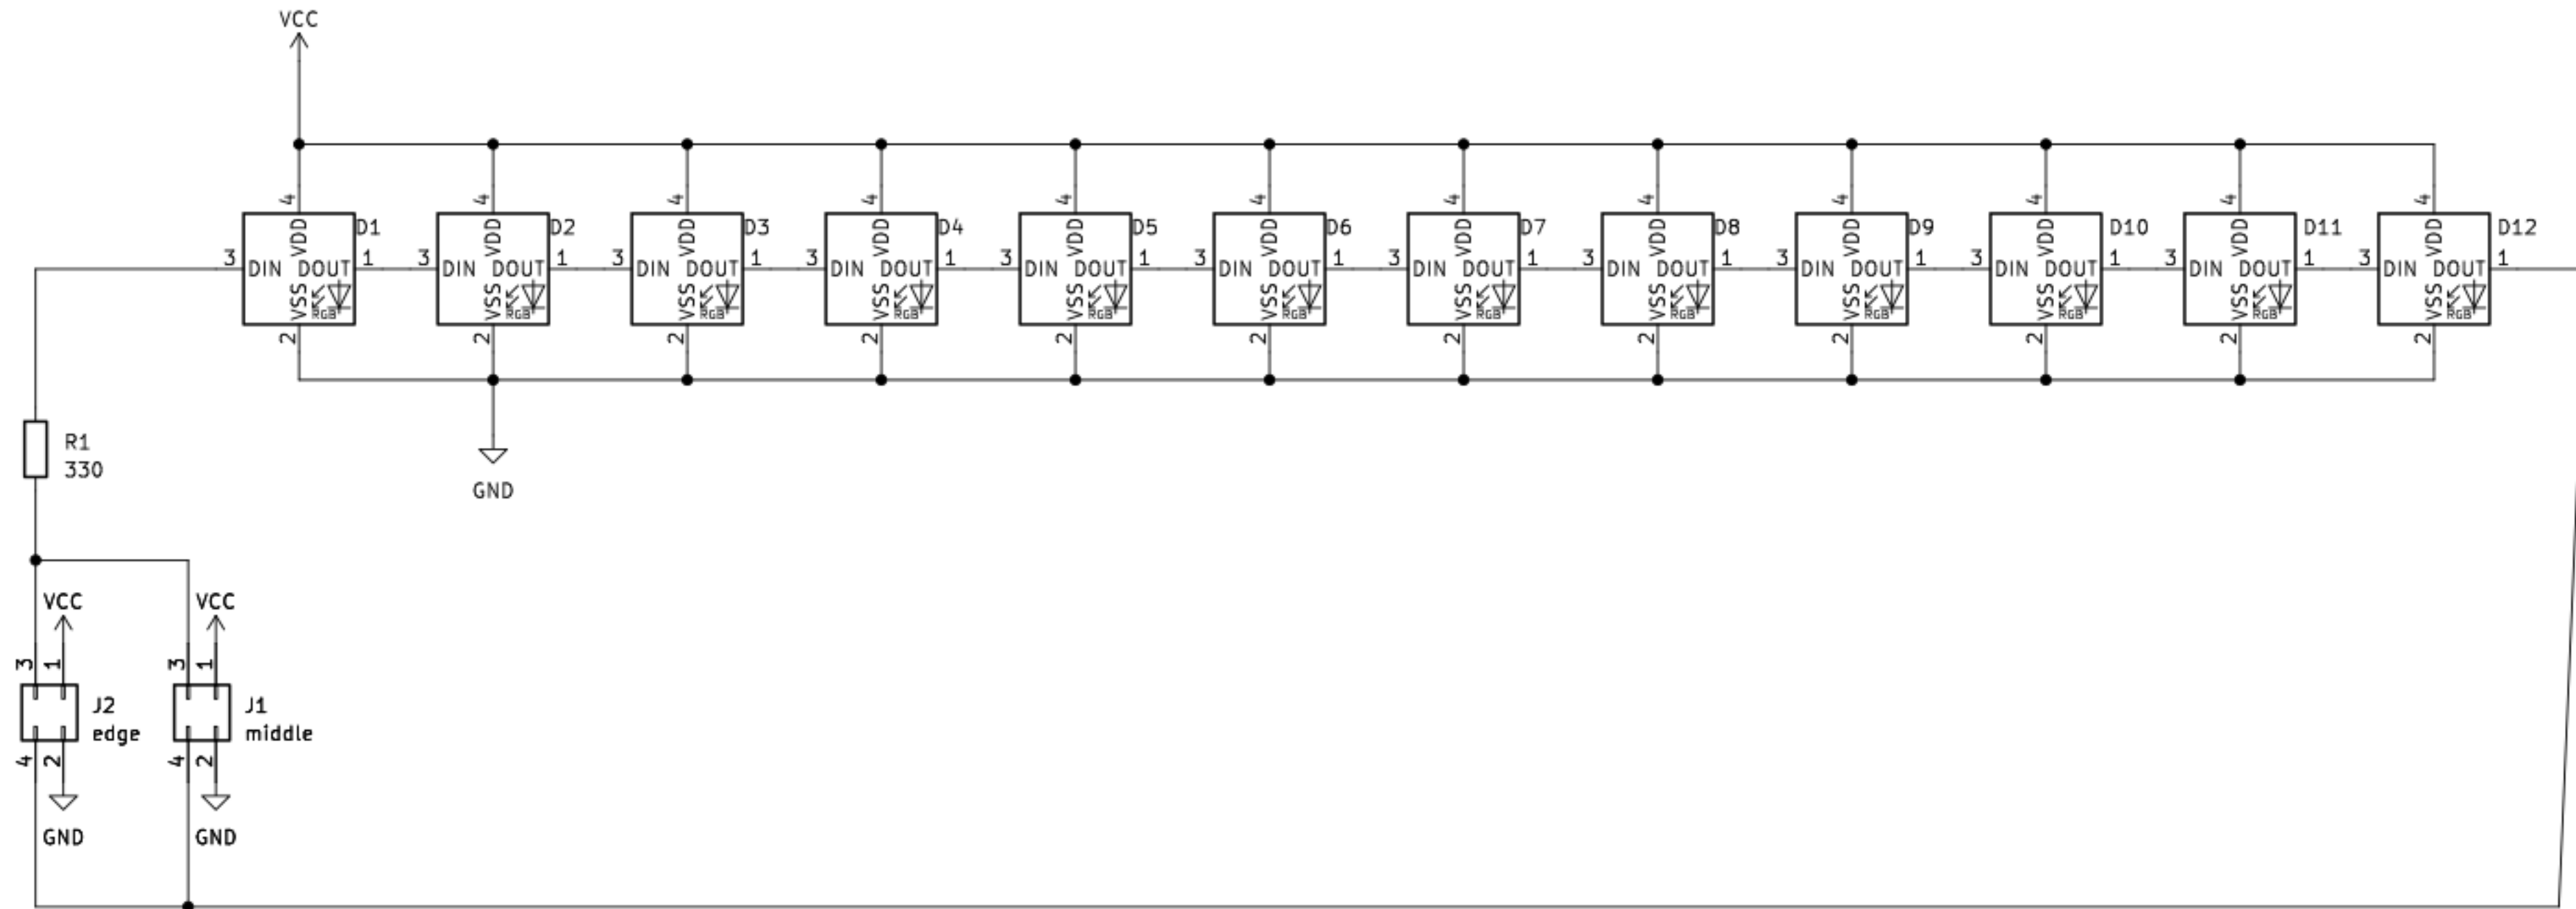 VCC
4 4 4 4 4 4 4 4 4 4 4 4
D1 D2 D3 D4 D5 D6 D7 D8 D9 D10 D11 D12
VDD VDD VDD VDD VDD VDD VDD VDD VDD VDD VDD VDD
3 DIN DOUT 1 3 DIN DOUT 1 3 DIN DOUT 1 3 DIN DOUT 1 3 DIN DOUT 1 3 DIN DOUT 1 3 DIN DOUT 1 3 DIN DOUT 1 3 DIN DOUT 1 3 DIN DOUT 1 3 DIN DOUT 1 3 DIN DOUT 1
VSS RGB VSS RGB VSS RGB VSS RGB VSS RGB VSS RGB VSS RGB VSS RGB VSS RGB VSS RGB VSS RGB VSS RGB
2 2 2 2 2 2 2 2 2 2 2 2
R1
330
GND
VCC VCC
3 1 3 1
J2 J1
edge middle
4 2 4 2
GND GND